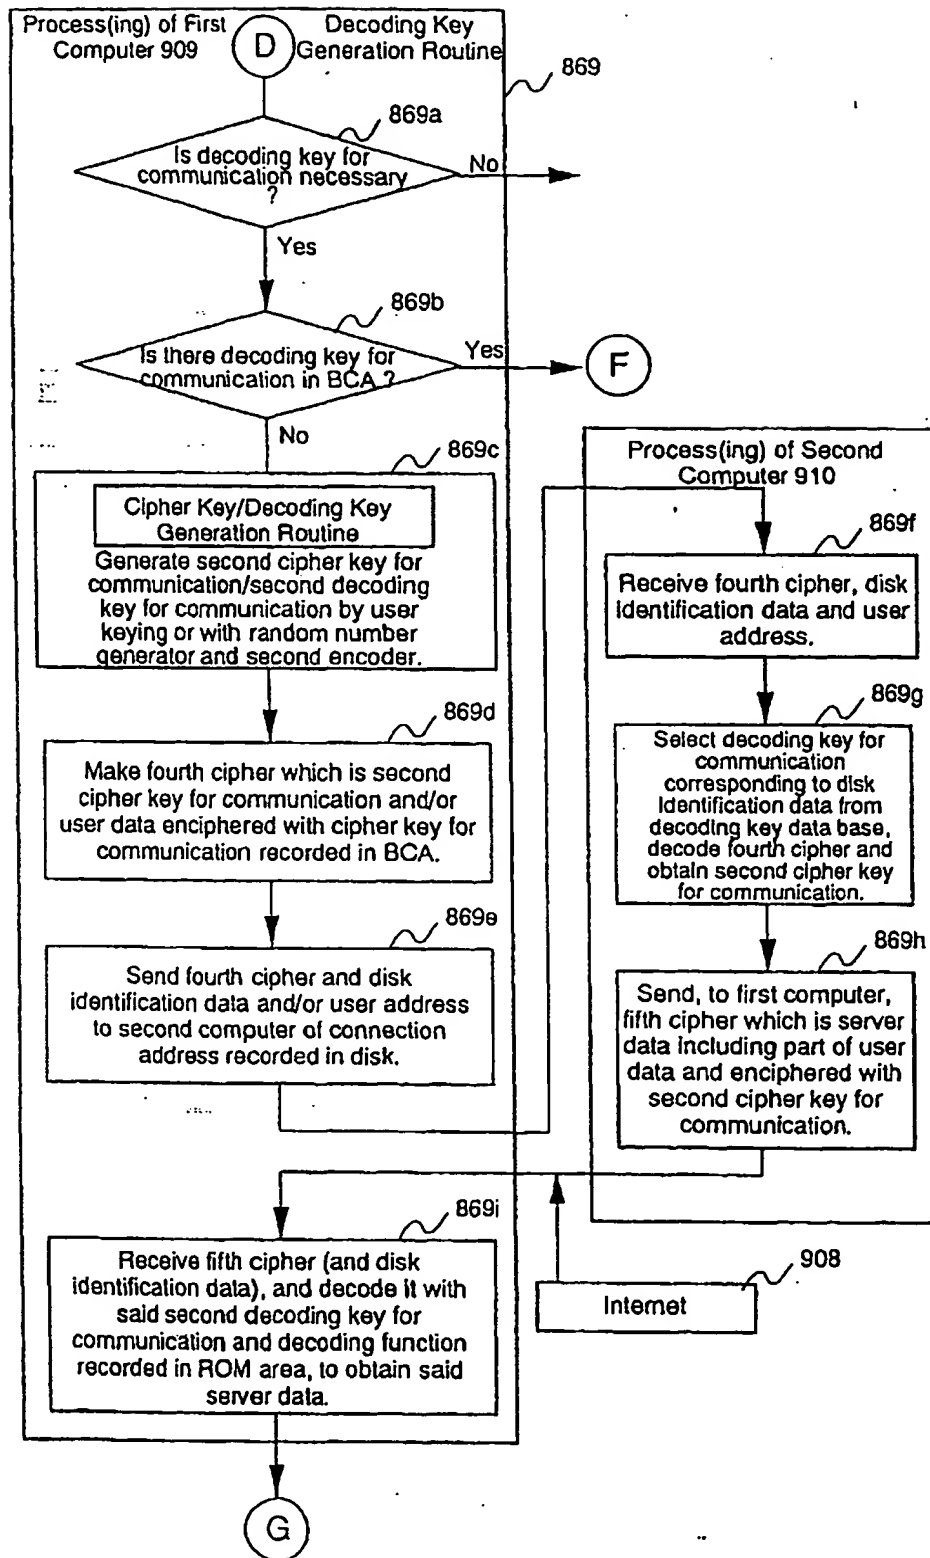 Process(ing) of First
Computer 909
D
Decoding Key
Generation Routine
869
869a
Is decoding key for
communication necessary
?
No
Yes
869b
Is there decoding key for
communication in BCA ?
Yes
F
No
869c
Cipher Key/Decoding Key
Generation Routine
Generate second cipher key for
communication/second decoding
key for communication by user
keying or with random number
generator and second encoder.
869d
Make fourth cipher which is second
cipher key for communication and/or
user data enciphered with cipher key for
communication recorded in BCA.
869e
Send fourth cipher and disk
identification data and/or user address
to second computer of connection
address recorded in disk.
Process(ing) of Second
Computer 910
869f
Receive fourth cipher, disk
identification data and user
address.
869g
Select decoding key for
communication
corresponding to disk
identification data from
decoding key data base,
decode fourth cipher and
obtain second cipher key
for communication.
869h
Send, to first computer,
fifth cipher which is server
data including part of user
data and enciphered with
second cipher key for
communication.
869i
Receive fifth cipher (and disk
identification data), and decode it with
said second decoding key for
communication and decoding function
recorded in ROM area, to obtain said
server data.
908
Internet
G